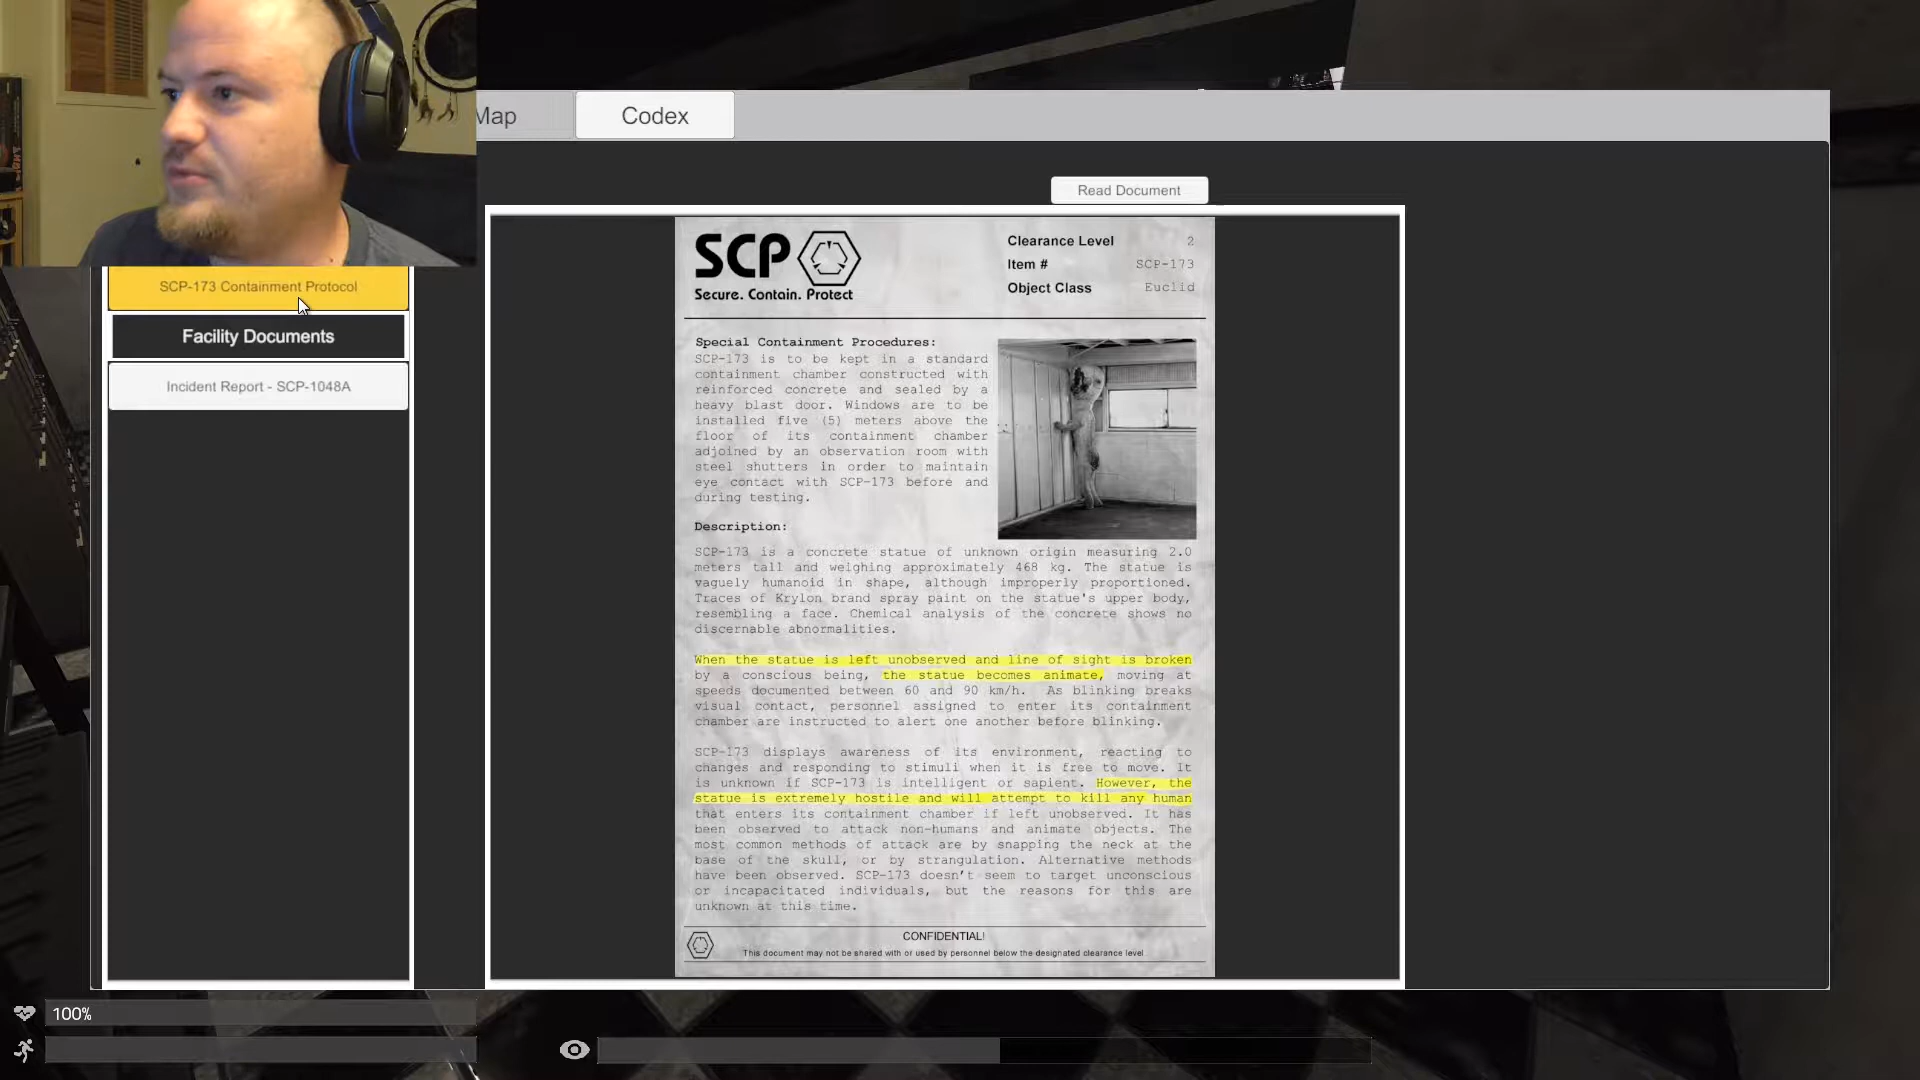 Map
Codex
Read Document
SCP-173 Containment Protocol
Facility Documents
Incident Report - SCP-1048A
SCP
Secure. Contain. Protect
Clearance Level 2
Item # SCP-173
Object Class Euclid
Special Containment Procedures:
SCP-173 is to be kept in a standard
containment chamber constructed with
reinforced concrete and sealed by a
heavy blast door. Windows are to be
installed five (5) meters above the
floor of its containment chamber
adjoined by an observation room with
steel shutters in order to maintain
eye contact with SCP-173 before and
during testing.
Description:
SCP-173 is a concrete statue of unknown origin measuring 2.0
meters tall and weighing approximately 468 kg. The statue is
vaguely humanoid in shape, although improperly proportioned.
Traces of Krylon brand spray paint on the statue's upper body,
resembling a face. Chemical analysis of the concrete shows no
discernable abnormalities.
When the statue is left unobserved and line of sight is broken
by a conscious being, the statue becomes animate, moving at
speeds documented between 60 and 90 km/h. As blinking breaks
visual contact, personnel assigned to enter its containment
chamber are instructed to alert one another before blinking.
SCP-173 displays awareness of its environment, reacting to
changes and responding to stimuli when it is free to move. It
is unknown if SCP-173 is intelligent or sapient. However, the
statue is extremely hostile and will attempt to kill any human
that enters its containment chamber if left unobserved. It has
been observed to attack non-humans and animate objects. The
most common methods of attack are by snapping the neck at the
base of the skull, or by strangulation. Alternative methods
have been observed. SCP-173 doesn't seem to target unconscious
or incapacitated individuals, but the reasons for this are
unknown at this time.
CONFIDENTIAL!
This document may not be shared with or used by personnel below the designated clearance level
100%